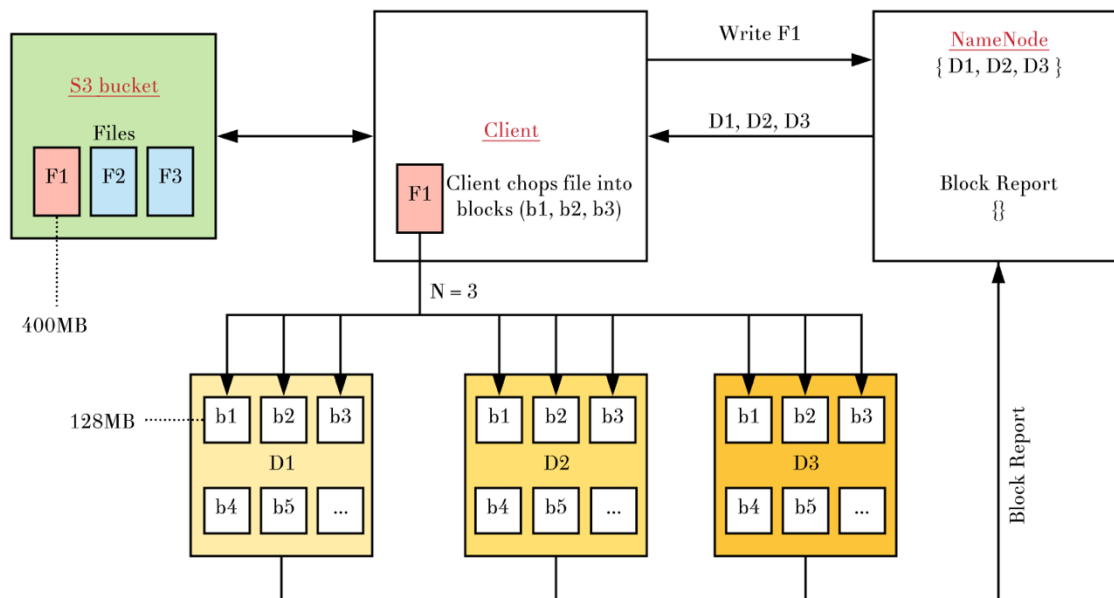 S3 bucket
Files
F1
F2
F3
400MB
Client
F1
Client chops file into
blocks (b1, b2, b3)
Write F1
D1, D2, D3
NameNode
{ D1, D2, D3 }
Block Report
{}
N = 3
128MB
b1
b2
b3
D1
b4
b5
...
b1
b2
b3
D2
b4
b5
...
b1
b2
b3
D3
b4
b5
...
Block Report